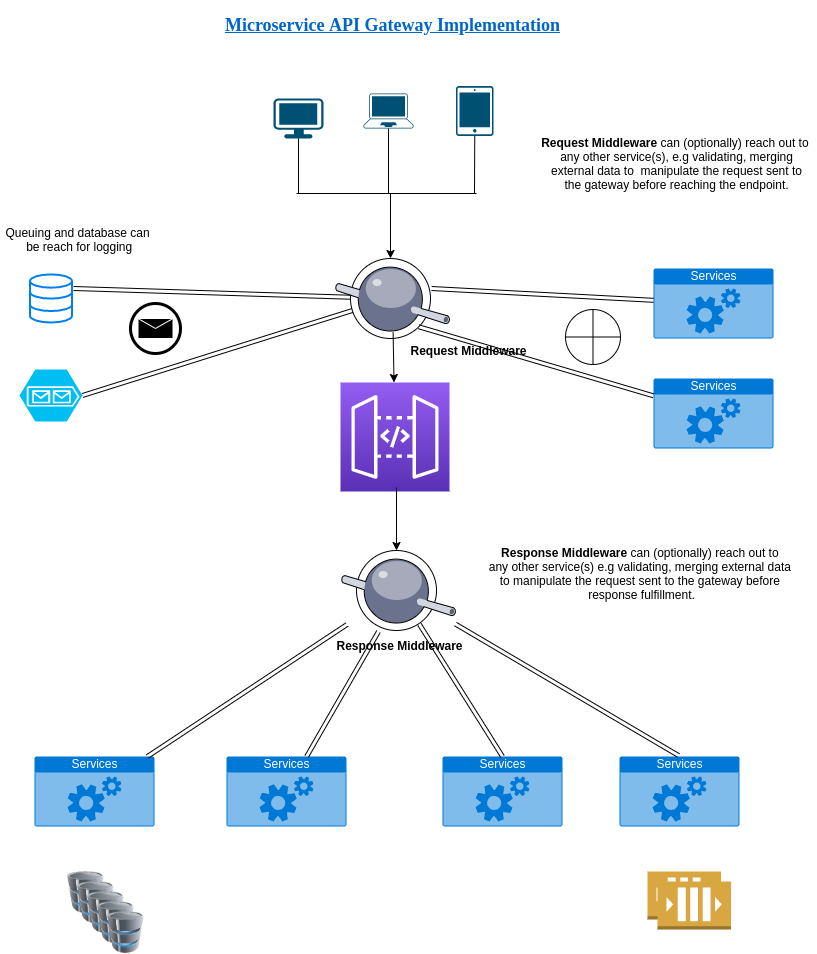 Microservice API Gateway Implementation
Request Middleware can (optionally) reach out to
any other service(s), e.g validating, merging
external data to  manipulate the request sent to
the gateway before reaching the endpoint.
Queuing and database can
be reach for logging
Services
Request Middleware
Services
Response Middleware can (optionally) reach out to
any other service(s) e.g validating, merging external data
to manipulate the request sent to the gateway before
response fulfillment.
Response Middleware
Services
Services
Services
Services